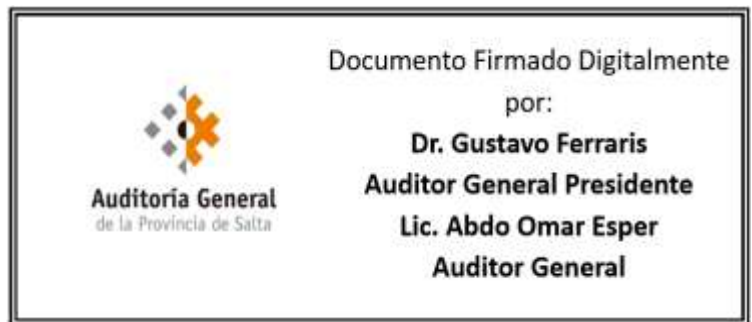 Auditoría General
de la Provincia de Salta
Documento Firmado Digitalmente
por:
Dr. Gustavo Ferraris
Auditor General Presidente
Lic. Abdo Omar Esper
Auditor General